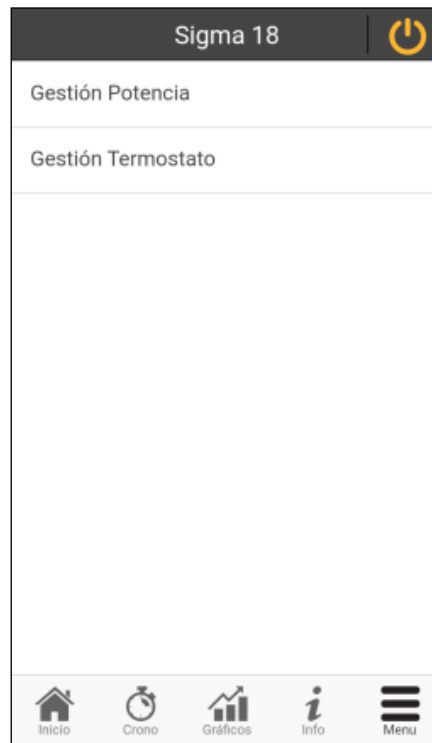 Sigma 18
Gestión Potencia
Gestión Termostato
Inicio Crono Gráficos Info Menu